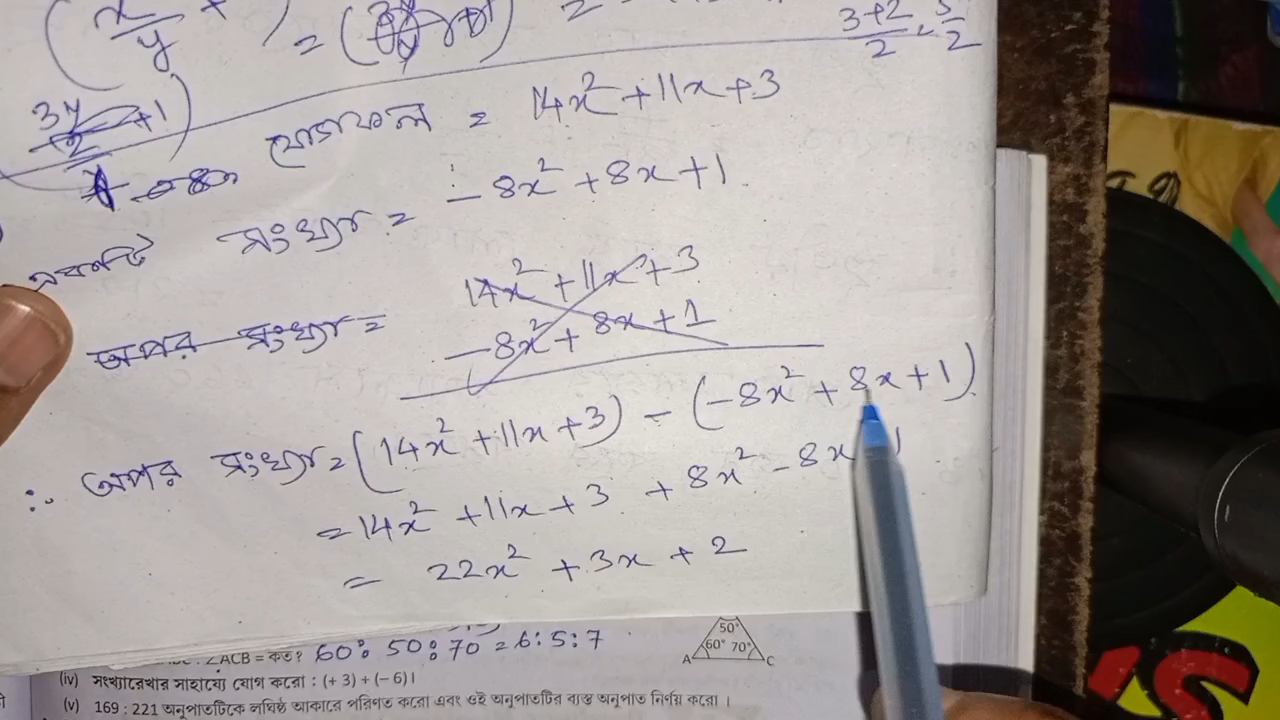 3+2/2 = 5/2
যোগফল = 14x² + 11x + 3
একটি সংখ্যা = -8x² + 8x + 1
অপর সংখ্যা = 14x² + 11x + 3
-8x² + 8x + 1
∴ অপর সংখ্যা = (14x² + 11x + 3) - (-8x² + 8x + 1)
= 14x² + 11x + 3 + 8x² - 8x 1
= 22x² + 3x + 2
∠ACB = কত? 60 : 50 : 70 = 6 : 5 : 7
50°
60° 70°
A C
(iv) সংখ্যারেখার সাহায্যে যোগ করো : (+ 3) + (− 6)।
(v) 169 : 221 অনুপাতটিকে লঘিষ্ঠ আকারে পরিণত করো এবং ওই অনুপাতটির ব্যস্ত অনুপাত নির্ণয় করো।